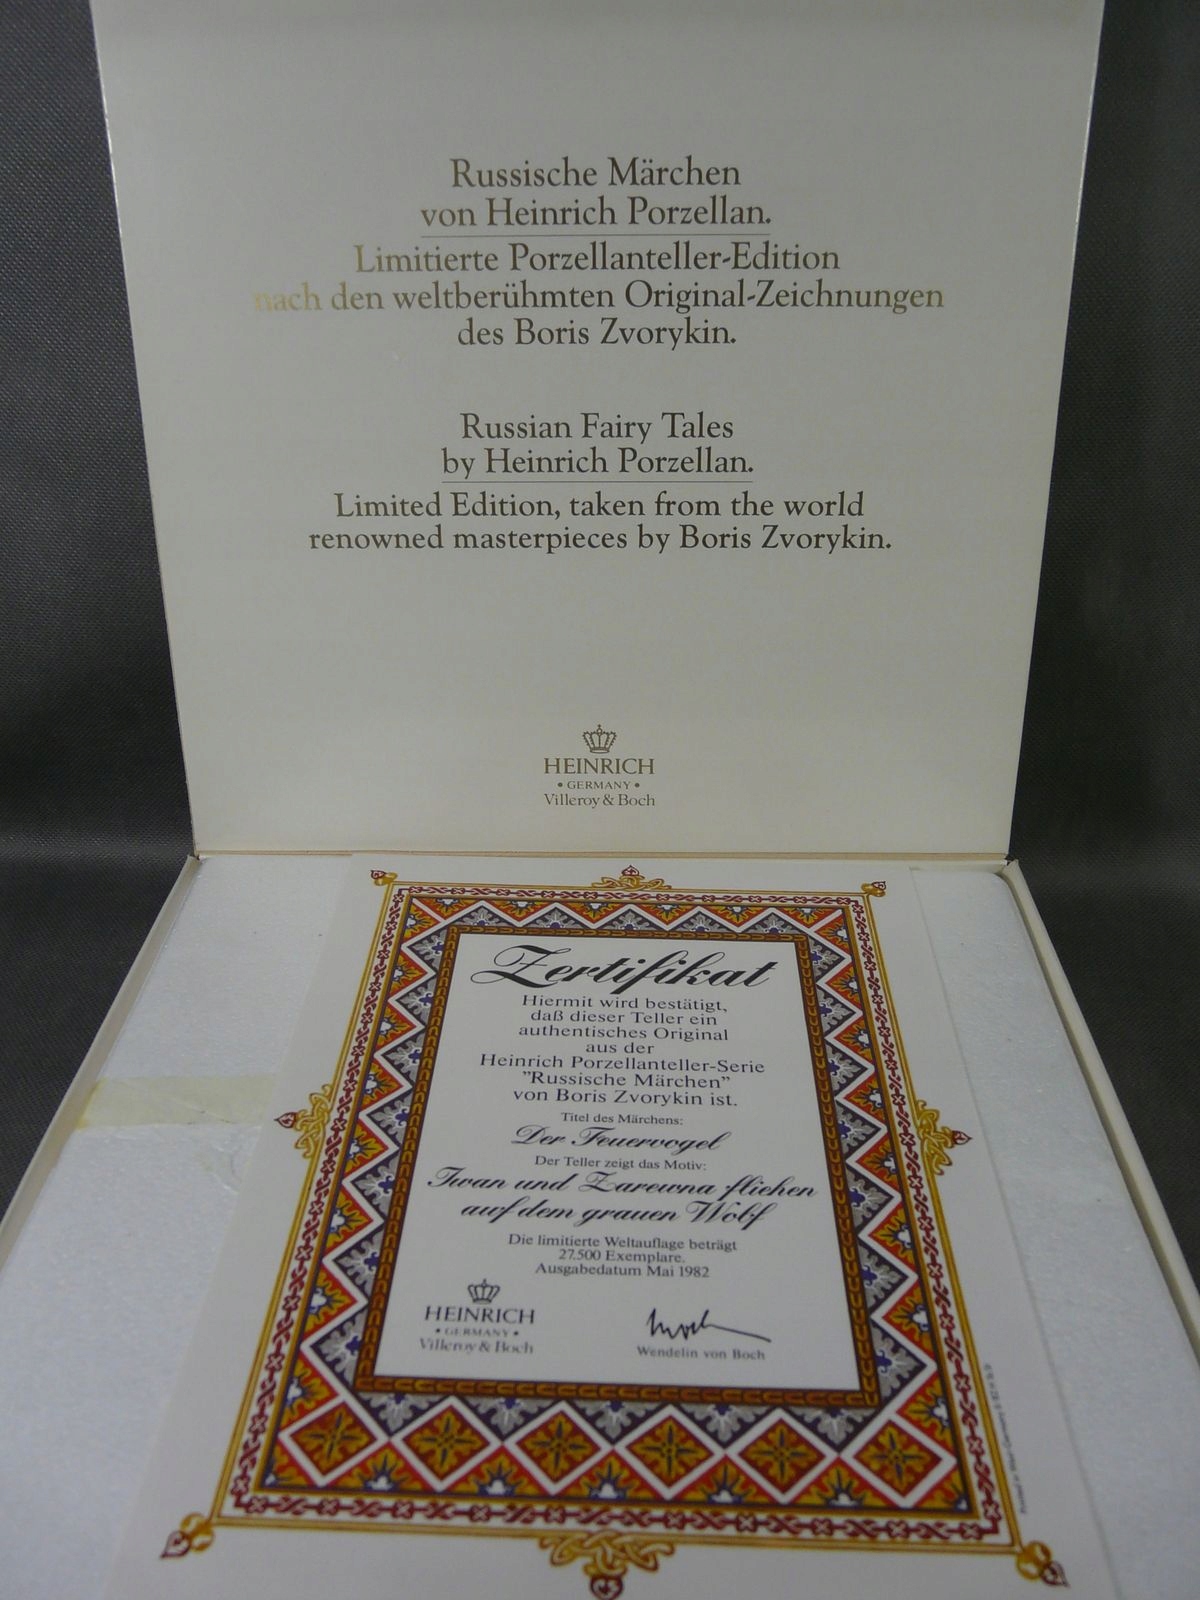 Russische Märchen
von Heinrich Porzellan.
Limitierte Porzellanteller-Edition
nach den weltberühmten Original-Zeichnungen
des Boris Zvorykin.
Russian Fairy Tales
by Heinrich Porzellan.
Limited Edition, taken from the world
renowned masterpieces by Boris Zvorykin.
HEINRICH
• GERMANY •
Villeroy & Boch
Zertifikat
Hiermit wird bestätigt,
daß dieser Teller ein
authentisches Original
aus der
Heinrich Porzellanteller-Serie
"Russische Märchen"
von Boris Zvorykin ist.
Titel des Märchens:
Der Feuervogel
Der Teller zeigt das Motiv:
Iwan und Zarewna fliehen
auf dem grauen Wolf
Die limitierte Weltauflage beträgt
27.500 Exemplare.
Ausgabedatum Mai 1982
HEINRICH
• GERMANY •
Villeroy & Boch
Wendelin von Boch
Printed in West-Germany